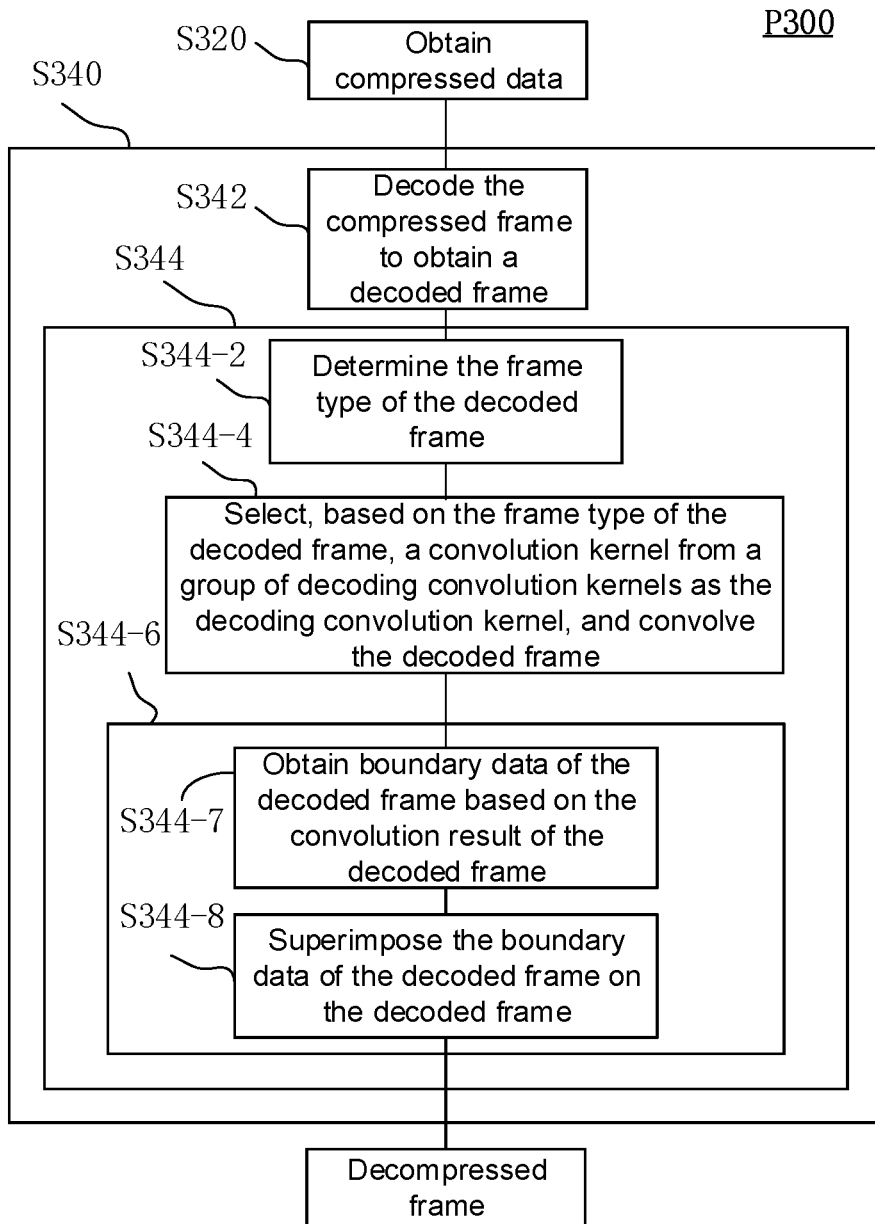 P300
S320
Obtain
compressed data
S340
S342
Decode the
compressed frame
to obtain a
decoded frame
S344
S344-2
Determine the frame
type of the decoded
frame
S344-4
Select, based on the frame type of the
decoded frame, a convolution kernel from a
group of decoding convolution kernels as the
decoding convolution kernel, and convolve
the decoded frame
S344-6
S344-7
Obtain boundary data of the
decoded frame based on the
convolution result of the
decoded frame
S344-8
Superimpose the boundary
data of the decoded frame on
the decoded frame
Decompressed
frame